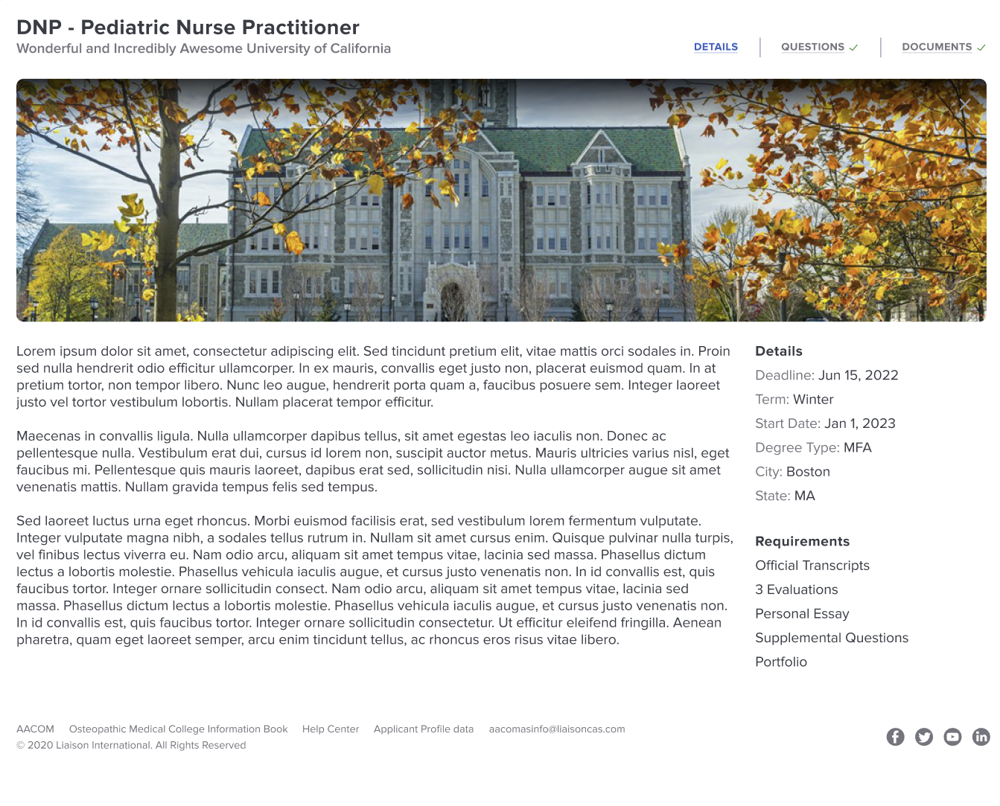 DNP - Pediatric Nurse Practitioner
Wonderful and Incredibly Awesome University of California
DETAILS
QUESTIONS
DOCUMENTS
Lorem ipsum dolor sit amet, consectetur adipiscing elit. Sed tincidunt pretium elit, vitae mattis orci sodales in. Proin
sed nulla hendrerit odio efficitur ullamcorper. In ex mauris, convallis eget justo non, placerat euismod quam. In at
pretium tortor, non tempor libero. Nunc leo augue, hendrerit porta quam a, faucibus posuere sem. Integer laoreet
justo vel tortor vestibulum lobortis. Nullam placerat tempor efficitur.
Maecenas in convallis ligula. Nulla ullamcorper dapibus tellus, sit amet egestas leo iaculis non. Donec ac
pellentesque nulla. Vestibulum erat dui, cursus id lorem non, suscipit auctor metus. Mauris ultricies varius nisl, eget
faucibus mi. Pellentesque quis mauris laoreet, dapibus erat sed, sollicitudin nisi. Nulla ullamcorper augue sit amet
venenatis mattis. Nullam gravida tempus felis sed tempus.
Sed laoreet luctus urna eget rhoncus. Morbi euismod facilisis erat, sed vestibulum lorem fermentum vulputate.
Integer vulputate magna nibh, a sodales tellus rutrum in. Nullam sit amet cursus enim. Quisque pulvinar nulla turpis,
vel finibus lectus viverra eu. Nam odio arcu, aliquam sit amet tempus vitae, lacinia sed massa. Phasellus dictum
lectus a lobortis molestie. Phasellus vehicula iaculis augue, et cursus justo venenatis non. In id convallis est, quis
faucibus tortor. Integer ornare sollicitudin consect. Nam odio arcu, aliquam sit amet tempus vitae, lacinia sed
massa. Phasellus dictum lectus a lobortis molestie. Phasellus vehicula iaculis augue, et cursus justo venenatis non.
In id convallis est, quis faucibus tortor. Integer ornare sollicitudin consectetur. Ut efficitur eleifend fringilla. Aenean
pharetra, quam eget laoreet semper, arcu enim tincidunt tellus, ac rhoncus eros risus vitae libero.
Details
Deadline: Jun 15, 2022
Term: Winter
Start Date: Jan 1, 2023
Degree Type: MFA
City: Boston
State: MA
Requirements
Official Transcripts
3 Evaluations
Personal Essay
Supplemental Questions
Portfolio
AACOM Osteopathic Medical College Information Book Help Center Applicant Profile data aacomasinfo@liaisoncas.com
© 2020 Liaison International. All Rights Reserved